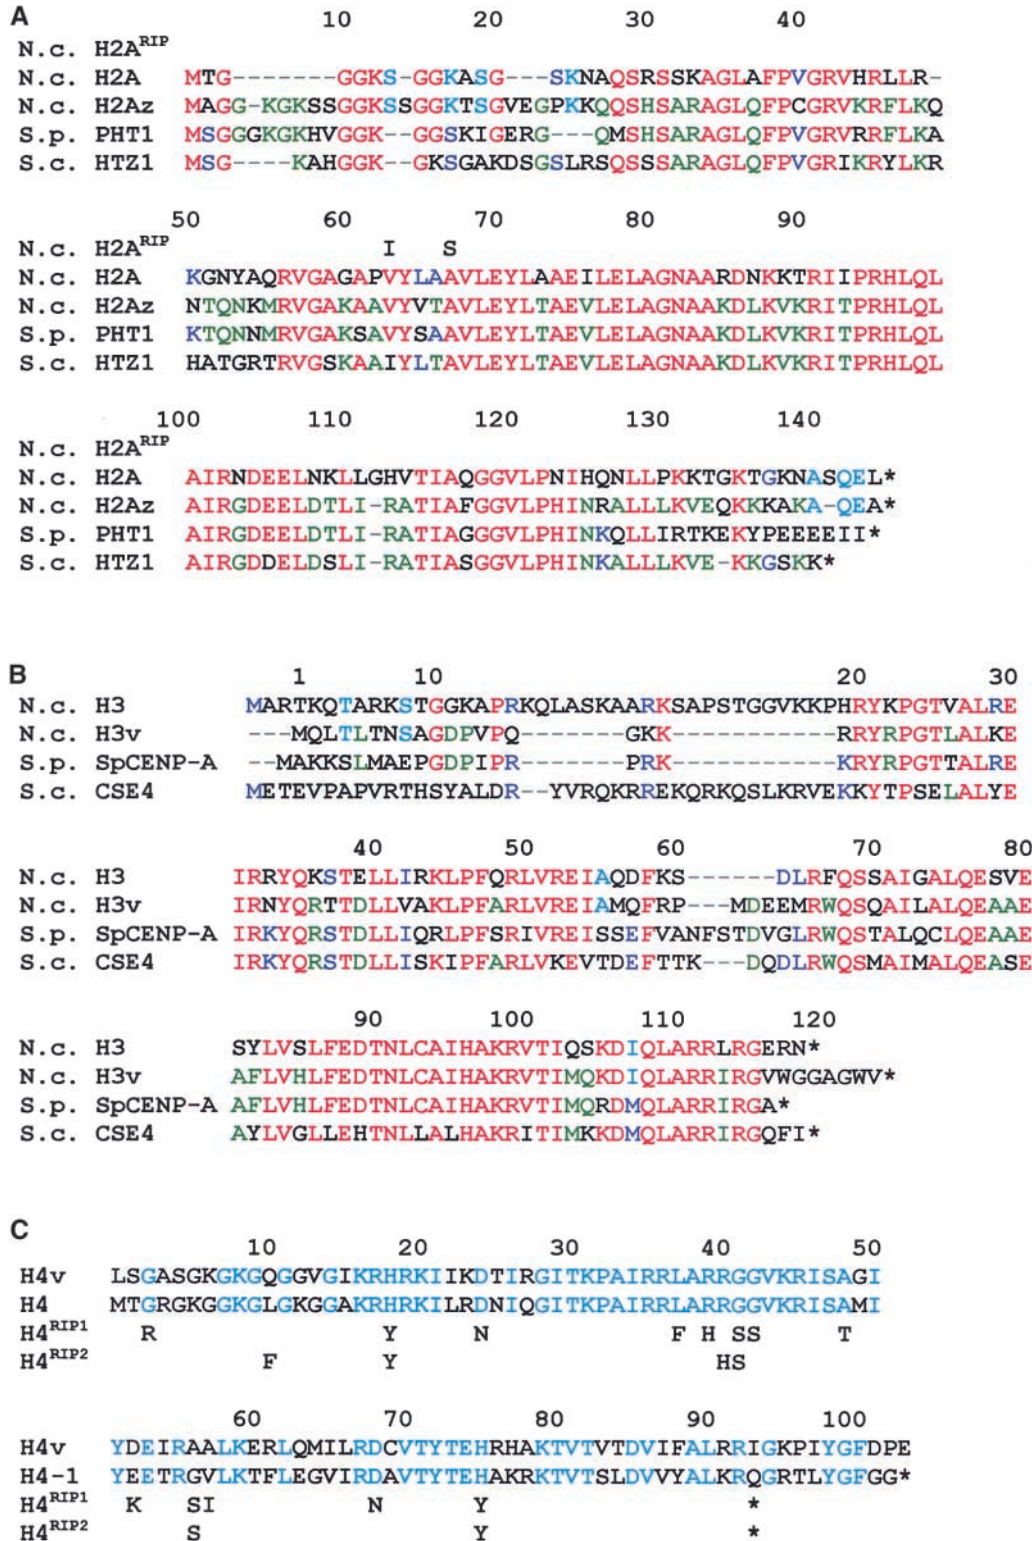 A
10 20 30 40
N.c. H2A^RIP
N.c. H2A MTG-------GGKS-GGKASG---SKNAQSRSSKAGLAFPVGRVHRLLR-
N.c. H2Az MAGG-KGKSSGGKSSGGKTSGVEGPKKQQSHSARAGLQFPCGRVKRFLKQ
S.p. PHT1 MSGGGKGKHVGGK--GGSKIGERG---QMSHSARAGLQFPVGRVRRFLKA
S.c. HTZ1 MSG----KAHGGK--GKSGAKDSGSLRSQSSSARAGLQFPVGRIKRYLKR
50 60 70 80 90
N.c. H2A^RIP I S
N.c. H2A KGNYAQRVGAGAPVYLAAVLEYLAAEILELAGNAARDNKKTRIIPRHLQL
N.c. H2Az NTQNKMRVGAKAAVYVTAVLEYLTAEVLELAGNAAKDLKVKRITPRHLQL
S.p. PHT1 KTQNNMRVGAKSAVYSAAVLEYLTAEVLELAGNAAKDLKVKRITPRHLQL
S.c. HTZ1 HATGRTRVGSKAAIYLTAVLEYLTAEVLELAGNAAKDLKVKRITPRHLQL
100 110 120 130 140
N.c. H2A^RIP
N.c. H2A AIRNDEELNKLLGHVTIAQGGVLPNIHQNLLPKKTGKTGKNASQEL*
N.c. H2Az AIRGDEELDTLI-RATIAFGGVLPHINRALLLKVEQKKKAKA-QEA*
S.p. PHT1 AIRGDEELDTLI-RATIAGGGVLPHINKQLLIRTKEKYPEEEEII*
S.c. HTZ1 AIRGDDELDSLI-RATIASGGVLPHINKALLLKVE-KKGSKK*
B
1 10 20 30
N.c. H3 MARTKQTARKSTGGKAPRKQLASKAARKSAPSTGGVKKPHRYKPGTVALRE
N.c. H3v ---MQLTLTNSAGDPVPQ-------GKK-----------RRYRPGTLALKE
S.p. SpCENP-A --MAKKSLMAEPGDPIPR-------PRK-----------KRYRPGTTALRE
S.c. CSE4 METEVPAPVRTHSYALDR--YVRQKRREKQRKQSLKRVEKKYTPSELALYE
40 50 60 70 80
N.c. H3 IRRYQKSTELLIRKLPFQRLVREIAQDFKS------DLRFQSSAIGALQESVE
N.c. H3v IRNYQRTTDLLVAKLPFARLVREIAMQFRP---MDEEMRWQSQAILALQEAAE
S.p. SpCENP-A IRKYQRSTDLLIQRLPFSRIVREISSEFVANFSTDVGLRWQSTALQCLQEAAE
S.c. CSE4 IRKYQRSTDLLISKIPFARLVKEVTDEFTTK---DQDLRWQSMAIMALQEASE
90 100 110 120
N.c. H3 SYLVSLFEDTNLCAIHAKRVTIQSKDIQLARRLRGERN*
N.c. H3v AFLVHLFEDTNLCAIHAKRVTIMQKDIQLARRIRGVWGGAGWV*
S.p. SpCENP-A AFLVHLFEDTNLCAIHAKRVTIMQRDMQLARRIRGA*
S.c. CSE4 AYLVGLLEHTNLLALHAKRITIMKKDMQLARRIRGQFI*
C
10 20 30 40 50
H4v LSGASGKGKGQGGVGIKRHRKIIKDTIRGITKPAIRRLARRGGVKRISAGI
H4 MTGRGKGGKGLGKGGAKRHRKILRDNIQGITKPAIRRLARRGGVKRISAMI
H4^RIP1 R Y N F H SS T
H4^RIP2 F Y HS
60 70 80 90 100
H4v YDEIRAALKERLQMILRDCVTYTEHRHAKTVTVTDVIFALRRIGKPIYGFDPE
H4-1 YEETRGVLKTFLEGVIRDAVTYTEHAKRKTVTSLDVVYALKRQGRTLYGFGG*
H4^RIP1 K SI N Y *
H4^RIP2 S Y *